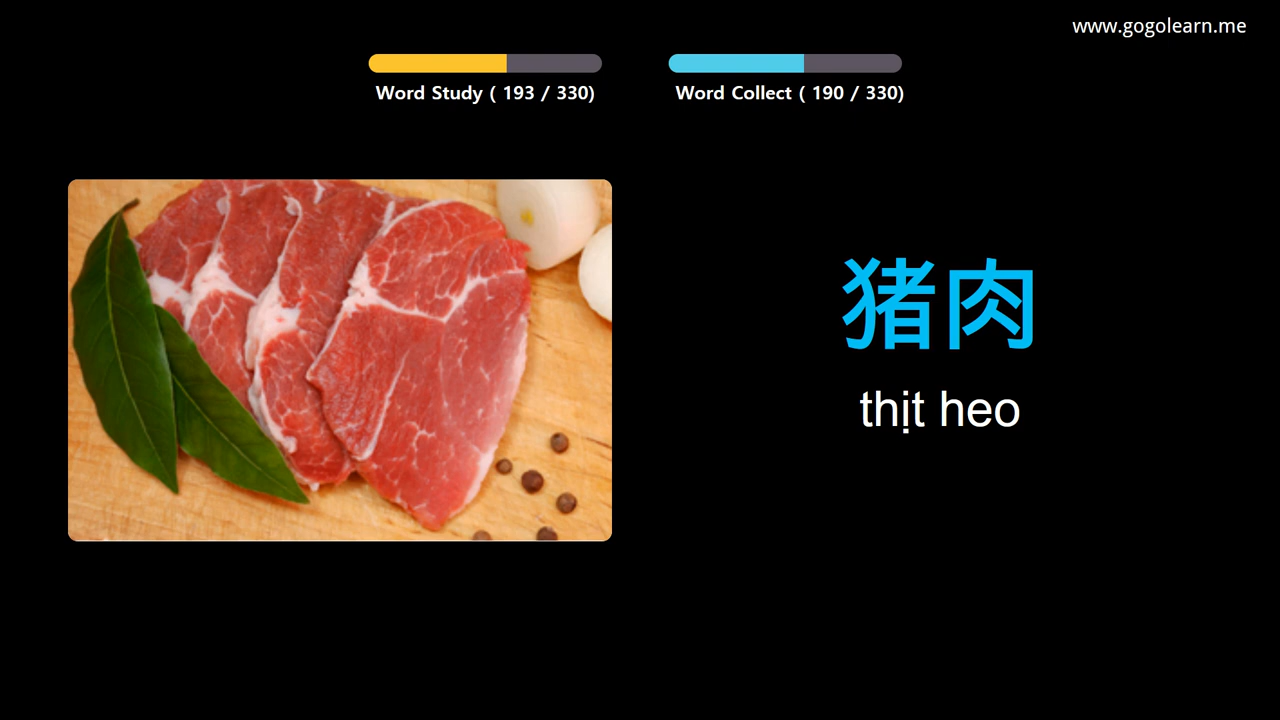 www.gogolearn.me
Word Study ( 193 / 330)
Word Collect ( 190 / 330)
猪肉
thịt heo